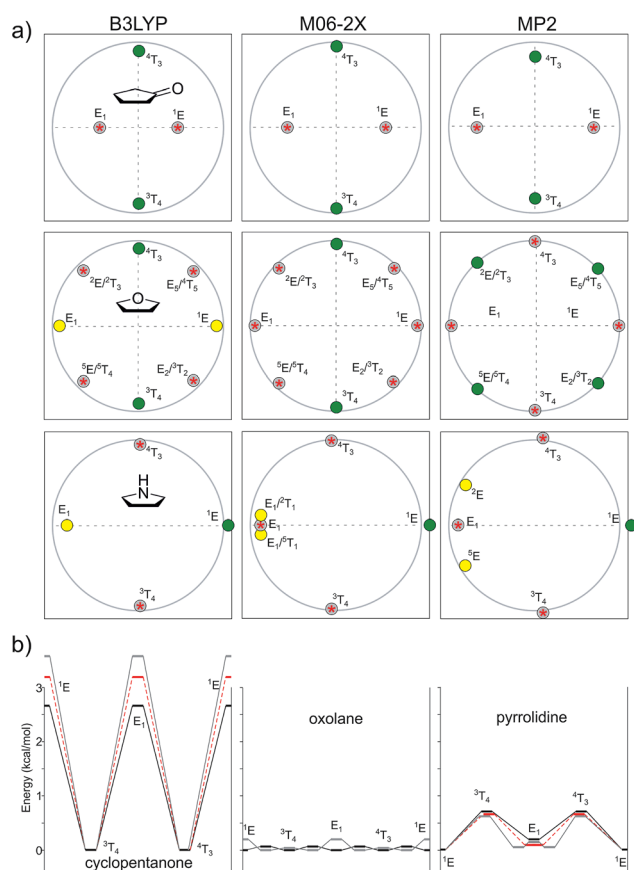 B3LYP M06-2X MP2
a)
⁴T₃ ⁴T₃ ⁴T₃
O
E₁ ¹E E₁ ¹E E₁ ¹E
³T₄ ³T₄ ³T₄
⁴T₃ ⁴T₃ ⁴T₃
²E/²T₃ E₅/⁴T₅ ²E/²T₃ E₅/⁴T₅ ²E/²T₃ E₅/⁴T₅
O
E₁ ¹E E₁ ¹E E₁ ¹E
⁵E/⁵T₄ E₂/³T₂ ⁵E/⁵T₄ E₂/³T₂ ⁵E/⁵T₄ E₂/³T₂
³T₄ ³T₄ ³T₄
⁴T₃ ⁴T₃ ⁴T₃
H
N
E₁/²T₁ ²E
E₁ ¹E E₁ ¹E E₁ ¹E
E₁/⁵T₁ ⁵E
³T₄ ³T₄ ³T₄
b)
Energy (kcal/mol)
3
2
1
0
¹E E₁ ¹E
³T₄ ⁴T₃
cyclopentanone
oxolane
¹E ³T₄ E₁ ⁴T₃ ¹E
pyrrolidine
³T₄ ⁴T₃
E₁
¹E ¹E